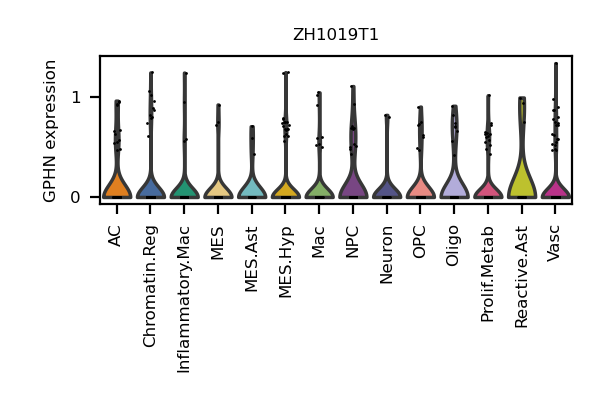 ZH1019T1
GPHN expression
1
0
AC
Chromatin.Reg
Inflammatory.Mac
MES
MES.Ast
MES.Hyp
Mac
NPC
Neuron
OPC
Oligo
Prolif.Metab
Reactive.Ast
Vasc